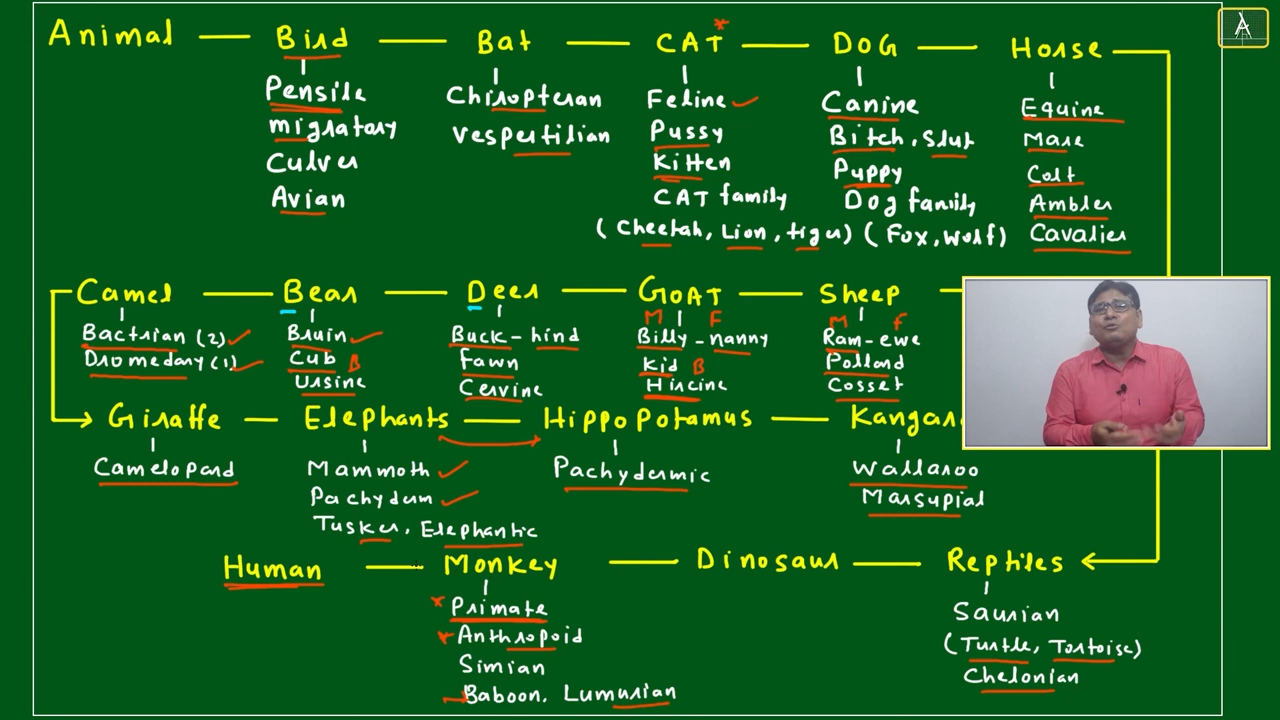 Animal — Bird — Bat — CAT* — DOG — Horse
Pensile
migratory
Culver
Avian
Chiropteran
Vespertilian
Feline ✓
Pussy
Kitten
CAT family
(Cheetah, Lion, tiger)
Canine
Bitch, Slut
Puppy
Dog family
(Fox, Wolf)
Equine
Mare
Colt
Ambler
Cavalier
Camel — Bear — Deer — GOAT — Sheep
Bactrian (2) ✓
Dromedary (1) ✓
Bruin ✓
Cub B
Ursine
Buck - hind
Fawn
Cervine
M F
Billy - nanny
Kid B
Hircine
M F
Ram - ewe
Pollard
Cosset
Giraffe — Elephants — Hippopotamus — Kangar
Camelopard
Mammoth ✓
Pachyderm ✓
Tusker, Elephantic
Pachydermic
Wallaroo
Marsupial
Human — Monkey — Dinosaur — Reptiles
* Primate
* Anthropoid
Simian
Baboon, Lumurian
Saurian
(Turtle, Tortoise)
Chelonian
A